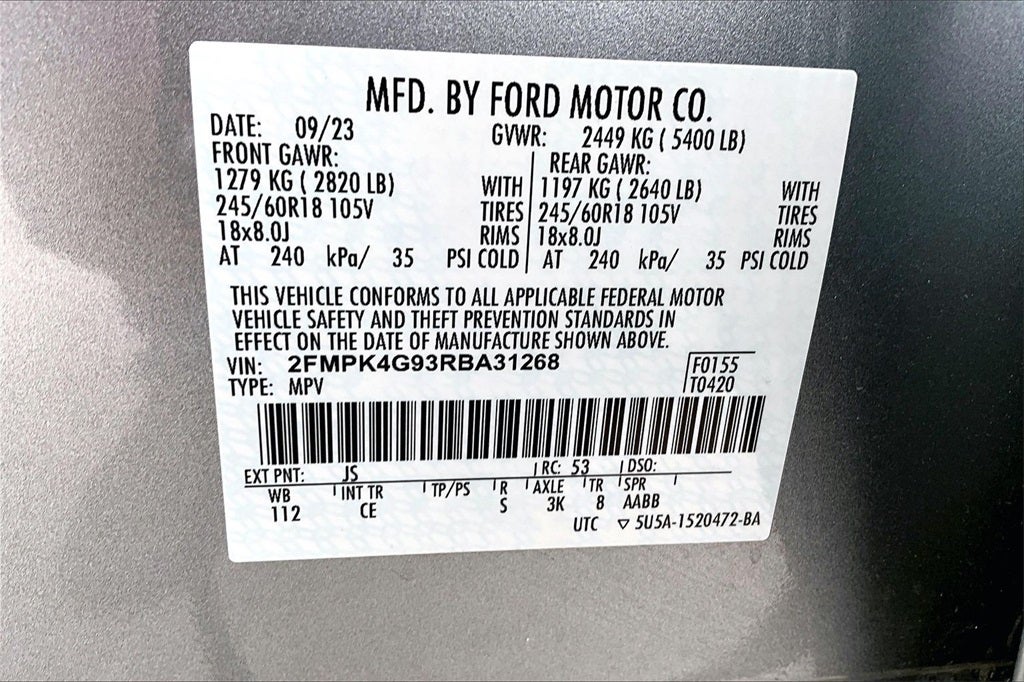 MFD. BY FORD MOTOR CO.
DATE: 09/23 GVWR: 2449 KG ( 5400 LB)
FRONT GAWR: REAR GAWR:
1279 KG ( 2820 LB) WITH 1197 KG ( 2640 LB) WITH
245/60R18 105V TIRES 245/60R18 105V TIRES
18x8.0J RIMS 18x8.0J RIMS
AT 240 kPa/ 35 PSI COLD AT 240 kPa/ 35 PSI COLD
THIS VEHICLE CONFORMS TO ALL APPLICABLE FEDERAL MOTOR
VEHICLE SAFETY AND THEFT PREVENTION STANDARDS IN
EFFECT ON THE DATE OF MANUFACTURE SHOWN ABOVE.
VIN: 2FMPK4G93RBA31268 F0155
TYPE: MPV T0420
EXT PNT: JS RC: 53 DSO:
WB INT TR TP/PS R AXLE TR SPR
112 CE S 3K 8 AABB
UTC ▽ 5U5A-1520472-BA